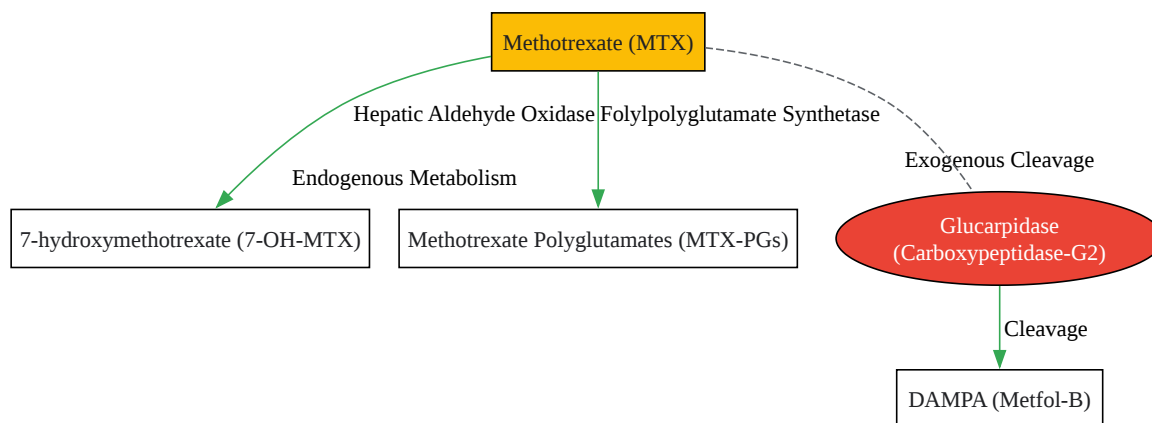 Methotrexate (MTX)
Hepatic Aldehyde Oxidase
Folylpolyglutamate Synthetase
Exogenous Cleavage
Endogenous Metabolism
7-hydroxymethotrexate (7-OH-MTX)
Methotrexate Polyglutamates (MTX-PGs)
Glucarpidase
(Carboxypeptidase-G2)
Cleavage
DAMPA (Metfol-B)